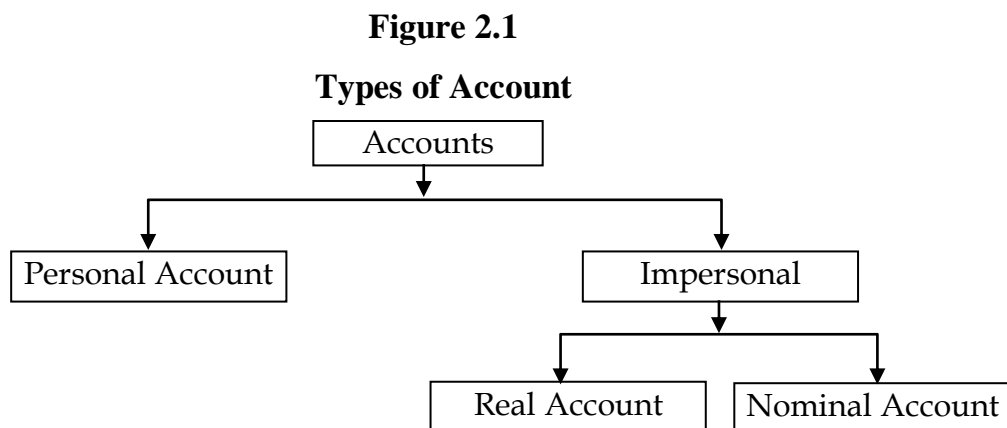 Figure 2.1
Types of Account
Accounts
Personal Account
Impersonal
Real Account
Nominal Account